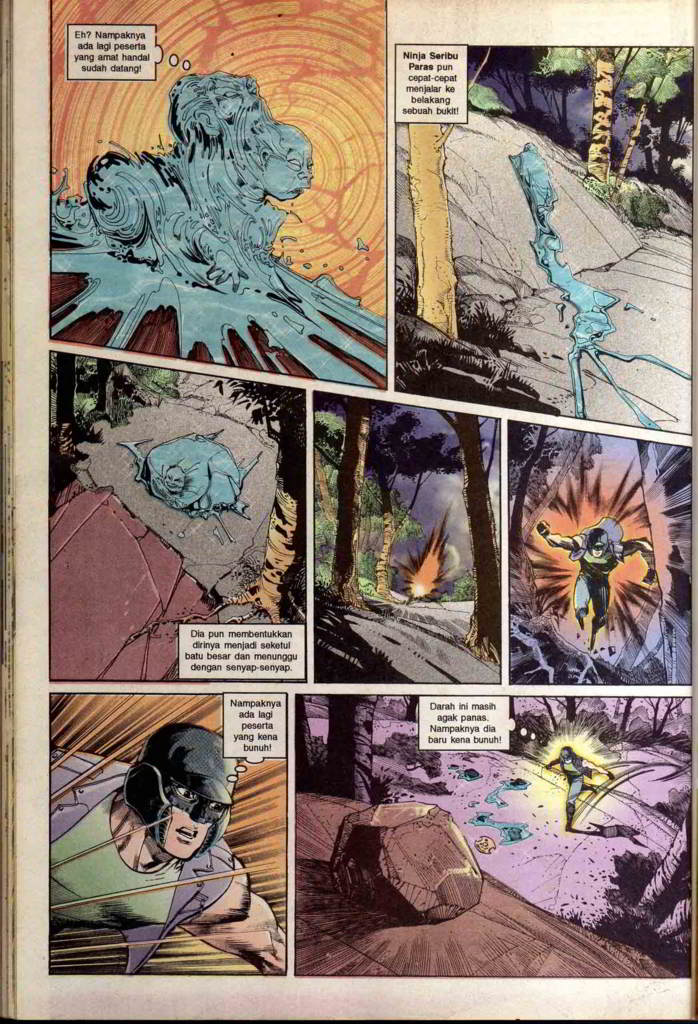 Eh? Nampaknya
ada lagi peserta
yang amat handal
sudah datang!
Ninja Seribu
Paras pun
cepat-cepat
menjalar ke
belakang
sebuah bukit!
Dia pun membentukkan
dirinya menjadi seketul
batu besar dan menunggu
dengan senyap-senyap.
Nampaknya
ada lagi
peserta
yang kena
bunuh!
Darah ini masih
agak panas.
Nampaknya dia
baru kena bunuh!